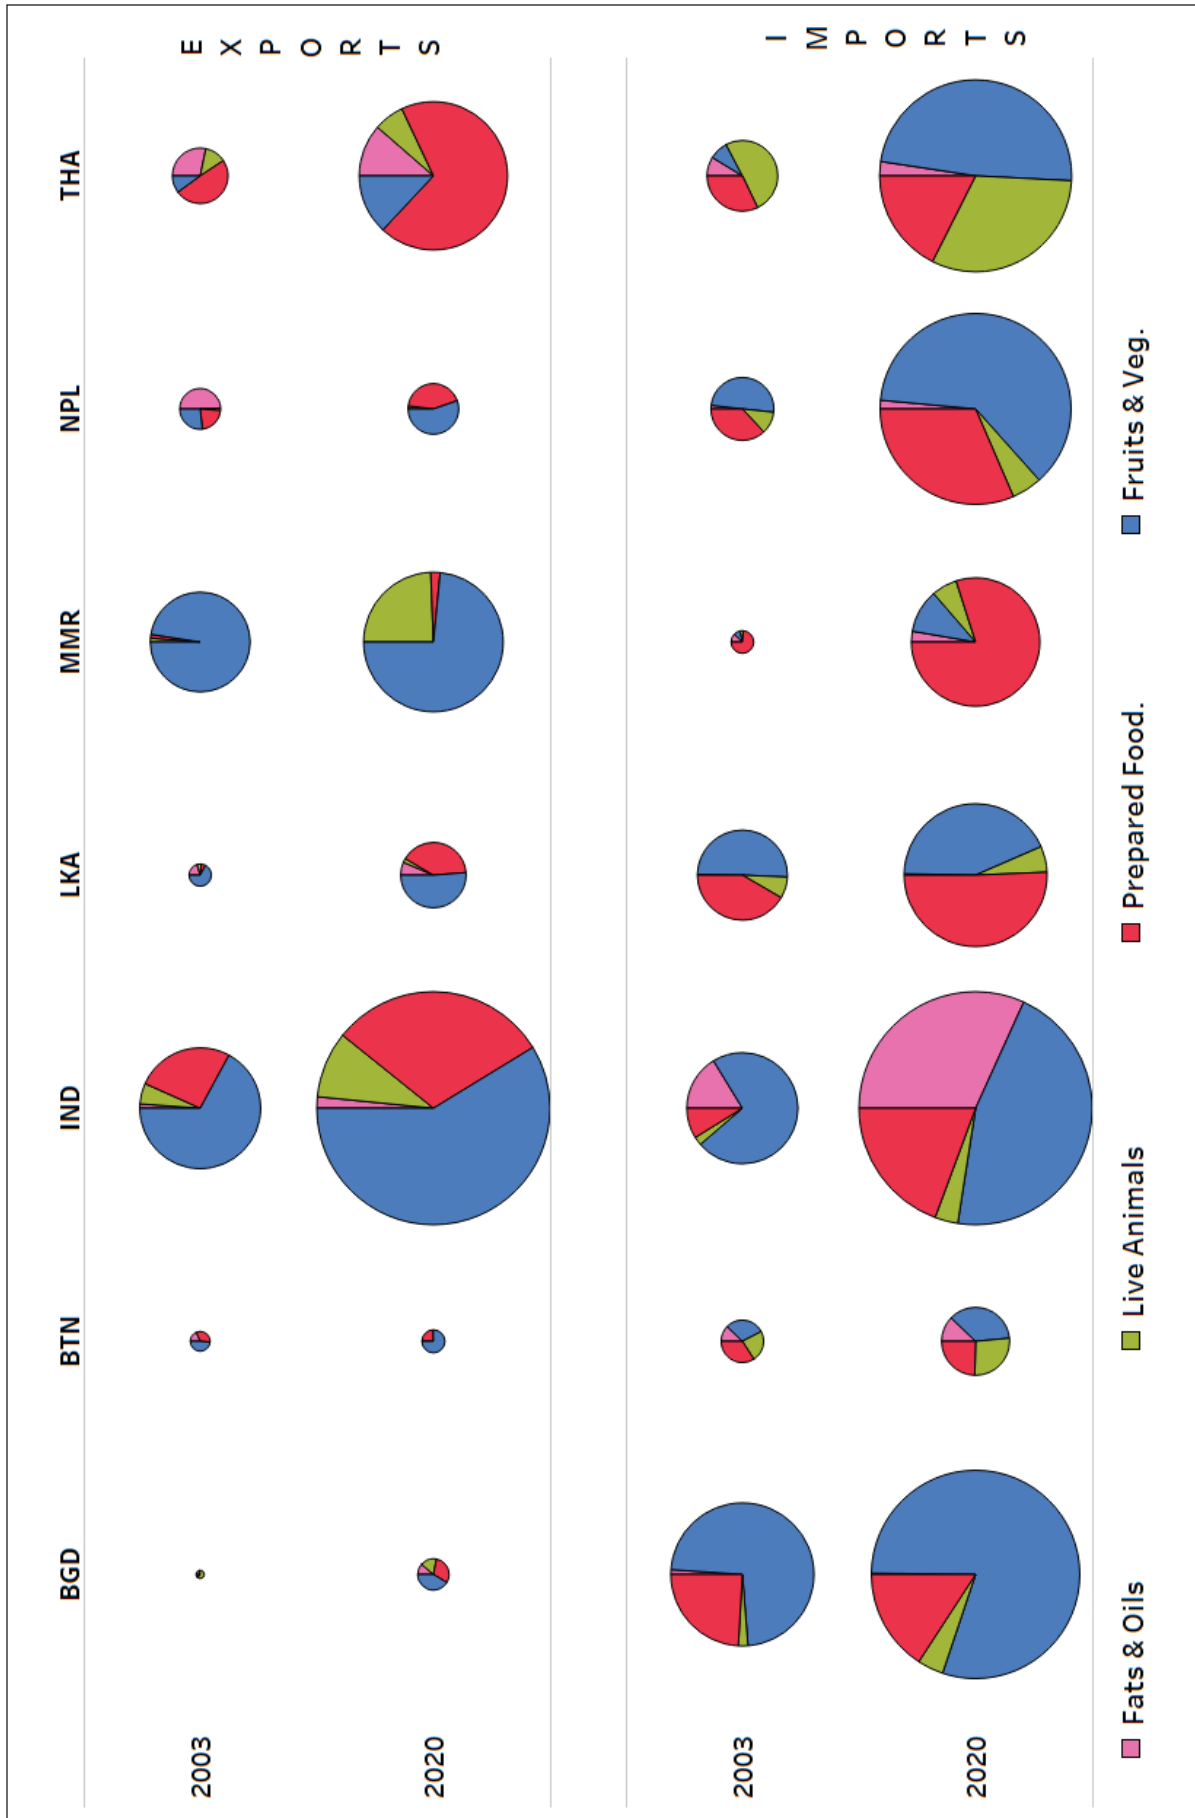 BGD BTN IND LKA MMR NPL THA
2003
2020
EXPORTS
2003
2020
IMPORTS
Fats & Oils Live Animals Prepared Food. Fruits & Veg.